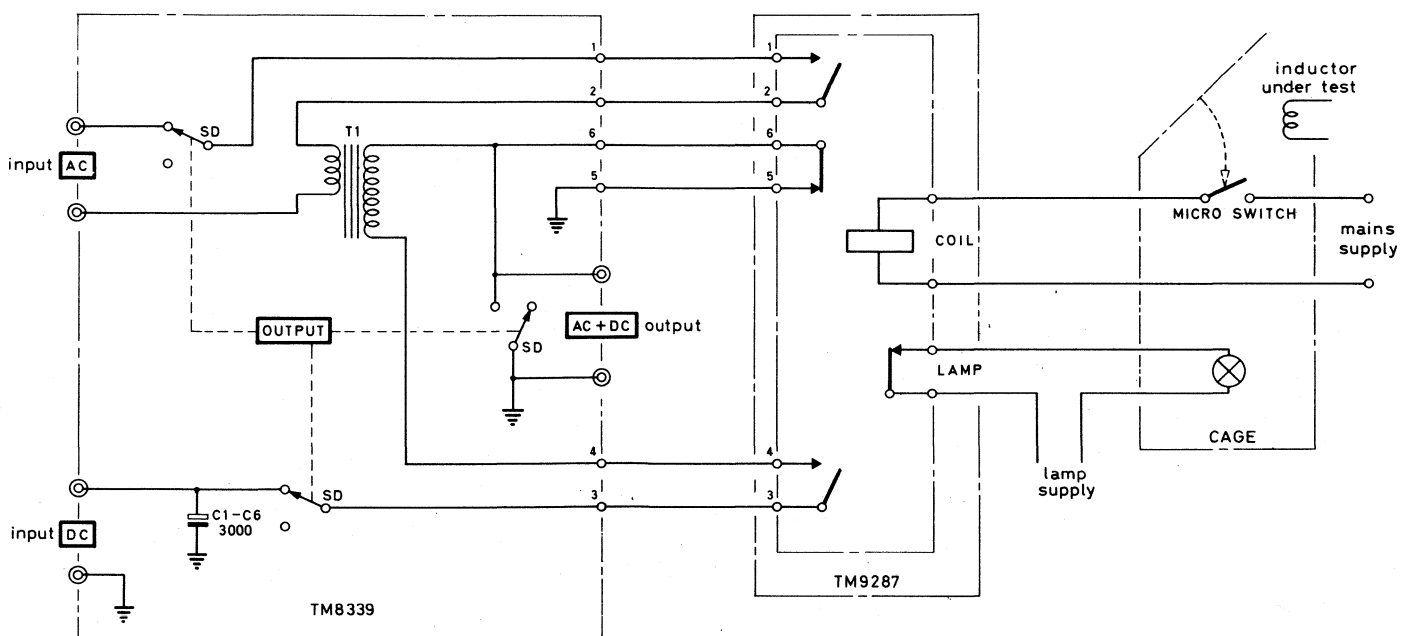 1
1
2
2
6
6
5
5
T1
SD
input AC
inductor
under test
MICRO SWITCH
mains
supply
COIL
OUTPUT
SD
AC + DC output
LAMP
CAGE
lamp
supply
4
4
3
3
SD
C1-C6
3000
input DC
TM8339
TM9287